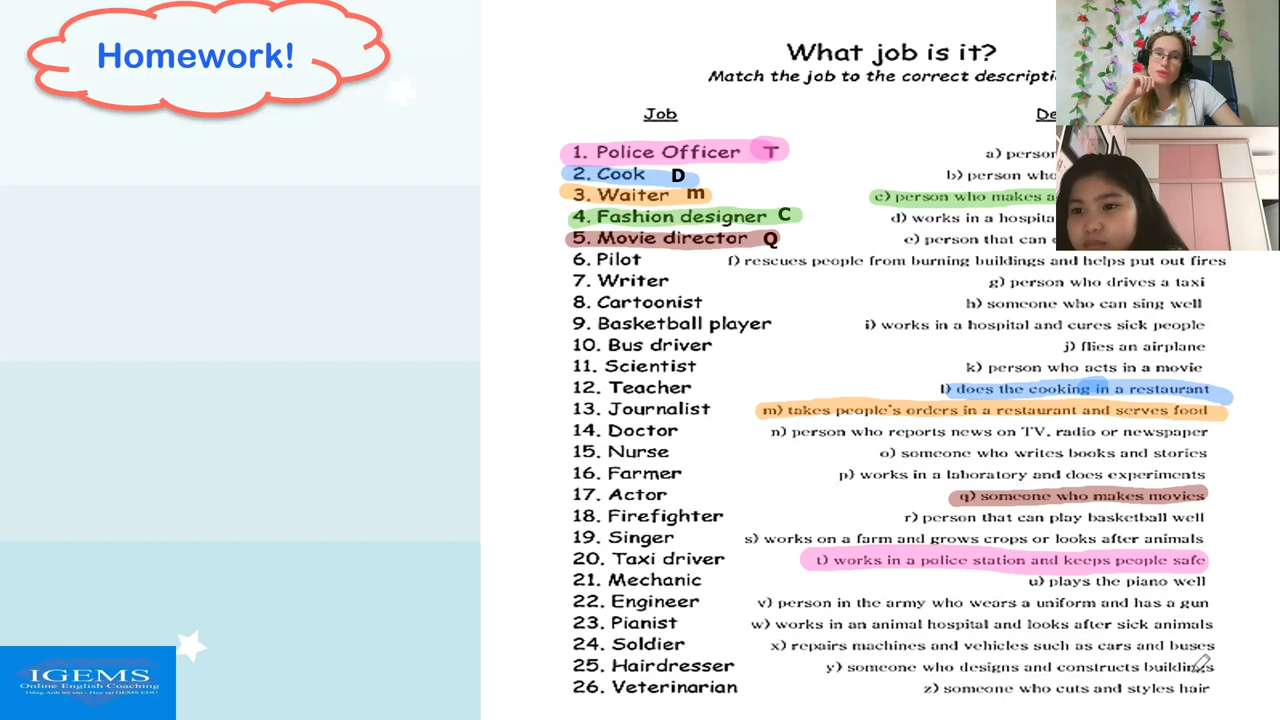 Homework!
What job is it?
Match the job to the correct
Job
1. Police Officer T
a)
2. Cook D
b) person who
3. Waiter m
c) person who makes
4. Fashion designer C
d) works in a
5. Movie director Q
e) person that can
6. Pilot
f) rescues people from burning buildings and helps put out fires
7. Writer
g) person who drives a taxi
8. Cartoonist
h) someone who can sing well
9. Basketball player
i) works in a hospital and cures sick people
10. Bus driver
j) flies an airplane
11. Scientist
k) person who acts in a movie
12. Teacher
l) does the cooking in a restaurant
13. Journalist
m) takes people's orders in a restaurant and serves food
14. Doctor
n) person who reports news on TV, radio or newspaper
15. Nurse
o) someone who writes books and stories
16. Farmer
p) works in a laboratory and does experiments
17. Actor
q) someone who makes movies
18. Firefighter
r) person that can play basketball well
19. Singer
s) works on a farm and grows crops or looks after animals
20. Taxi driver
t) works in a police station and keeps people safe
21. Mechanic
u) plays the piano well
22. Engineer
v) person in the army who wears a uniform and has a gun
23. Pianist
w) works in an animal hospital and looks after sick animals
24. Soldier
x) repairs machines and vehicles such as cars and buses
25. Hairdresser
y) someone who designs and constructs buildings
26. Veterinarian
z) someone who cuts and styles hair
IGEMS
Online English Coaching